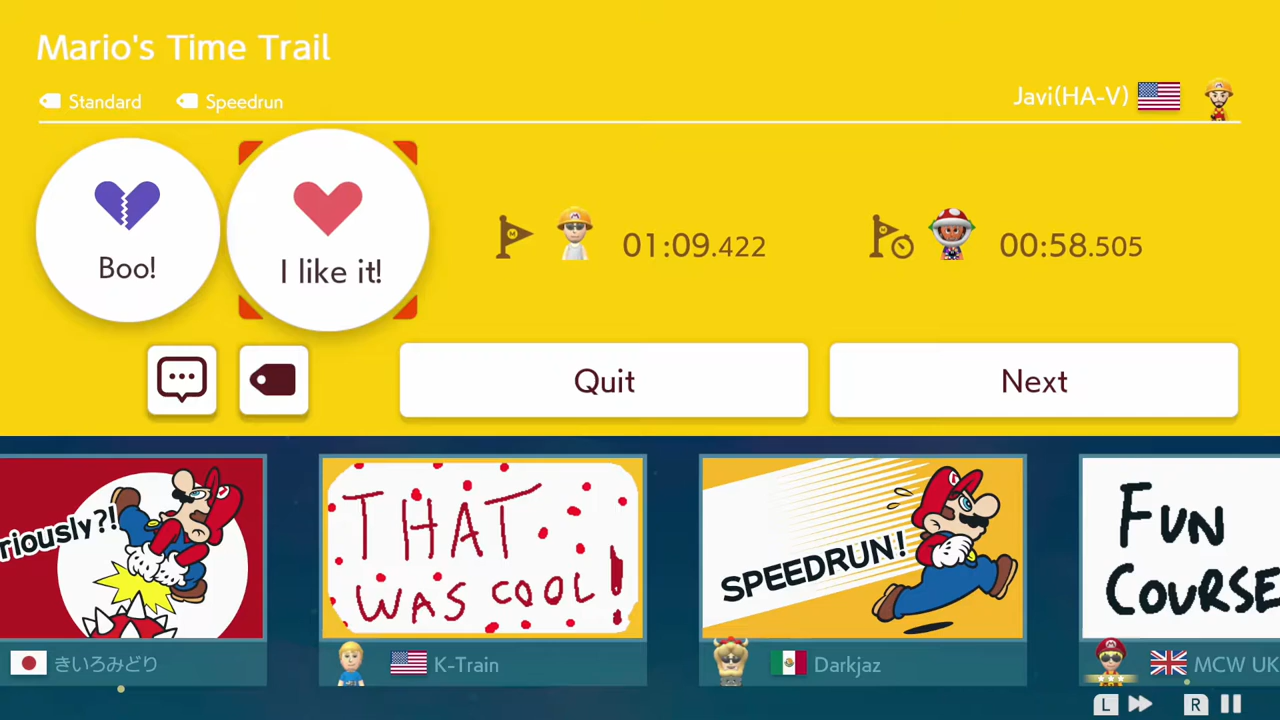 Mario's Time Trail
Standard Speedrun
Javi(HA-V)
Boo!
I like it!
01:09.422
00:58.505
Quit
Next
riously?!
THAT
WAS COOL!
SPEEDRUN!
FUN
COURSE
きいろみどり
K-Train
Darkjaz
MCW UK
L
R